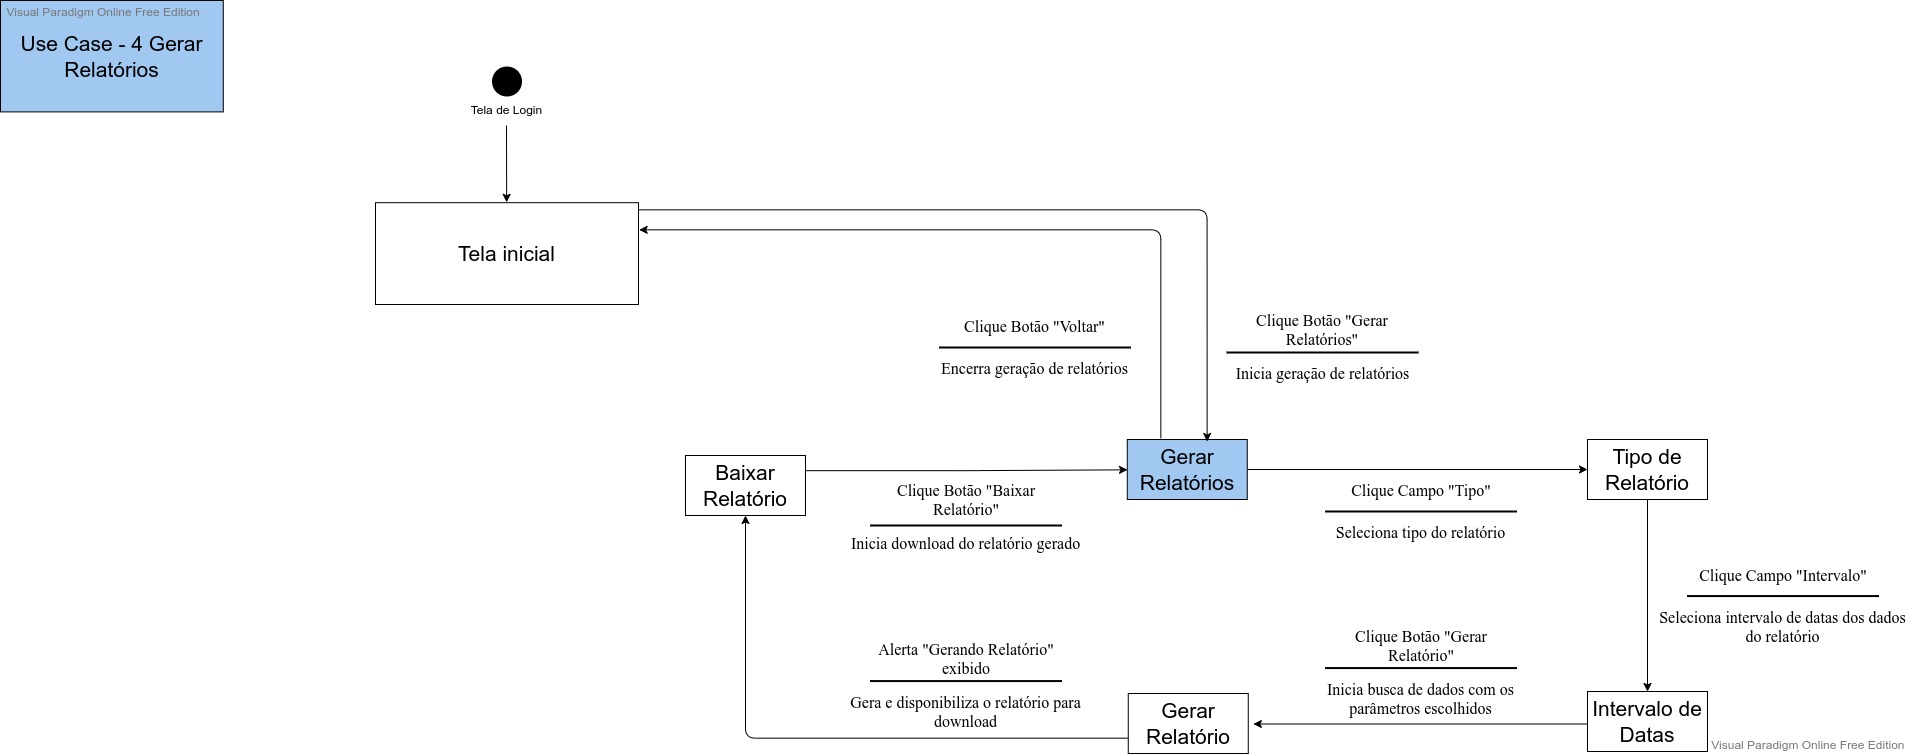 Visual Paradigm Online Free Edition
Use Case - 4 Gerar
Relatórios
Tela de Login
Tela inicial
Clique Botão "Voltar"
Encerra geração de relatórios
Clique Botão "Gerar
Relatórios"
Inicia geração de relatórios
Baixar
Relatório
Clique Botão "Baixar
Relatório"
Inicia download do relatório gerado
Gerar
Relatórios
Clique Campo "Tipo"
Seleciona tipo do relatório
Tipo de
Relatório
Clique Campo "Intervalo"
Seleciona intervalo de datas dos dados
do relatório
Alerta "Gerando Relatório"
exibido
Gera e disponibiliza o relatório para
download
Gerar
Relatório
Clique Botão "Gerar
Relatório"
Inicia busca de dados com os
parâmetros escolhidos
Intervalo de
Datas
Visual Paradigm Online Free Edition